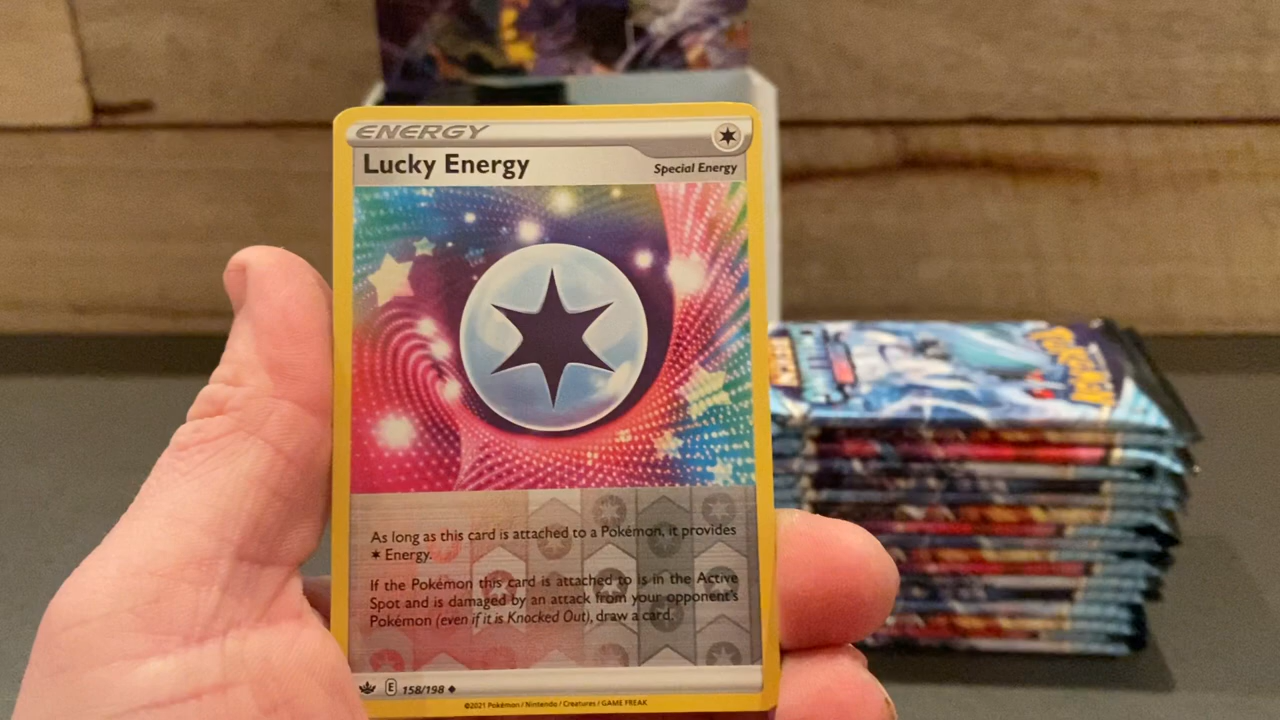 ENERGY
Lucky Energy
Special Energy
As long as this card is attached to a Pokémon, it provides
Energy.
If the Pokémon this card is attached to is in the Active
Spot and is damaged by an attack from your opponent's
Pokémon (even if it is Knocked Out), draw a card.
E 158/198
©2021 Pokémon / Nintendo / Creatures / GAME FREAK
POKÉMON